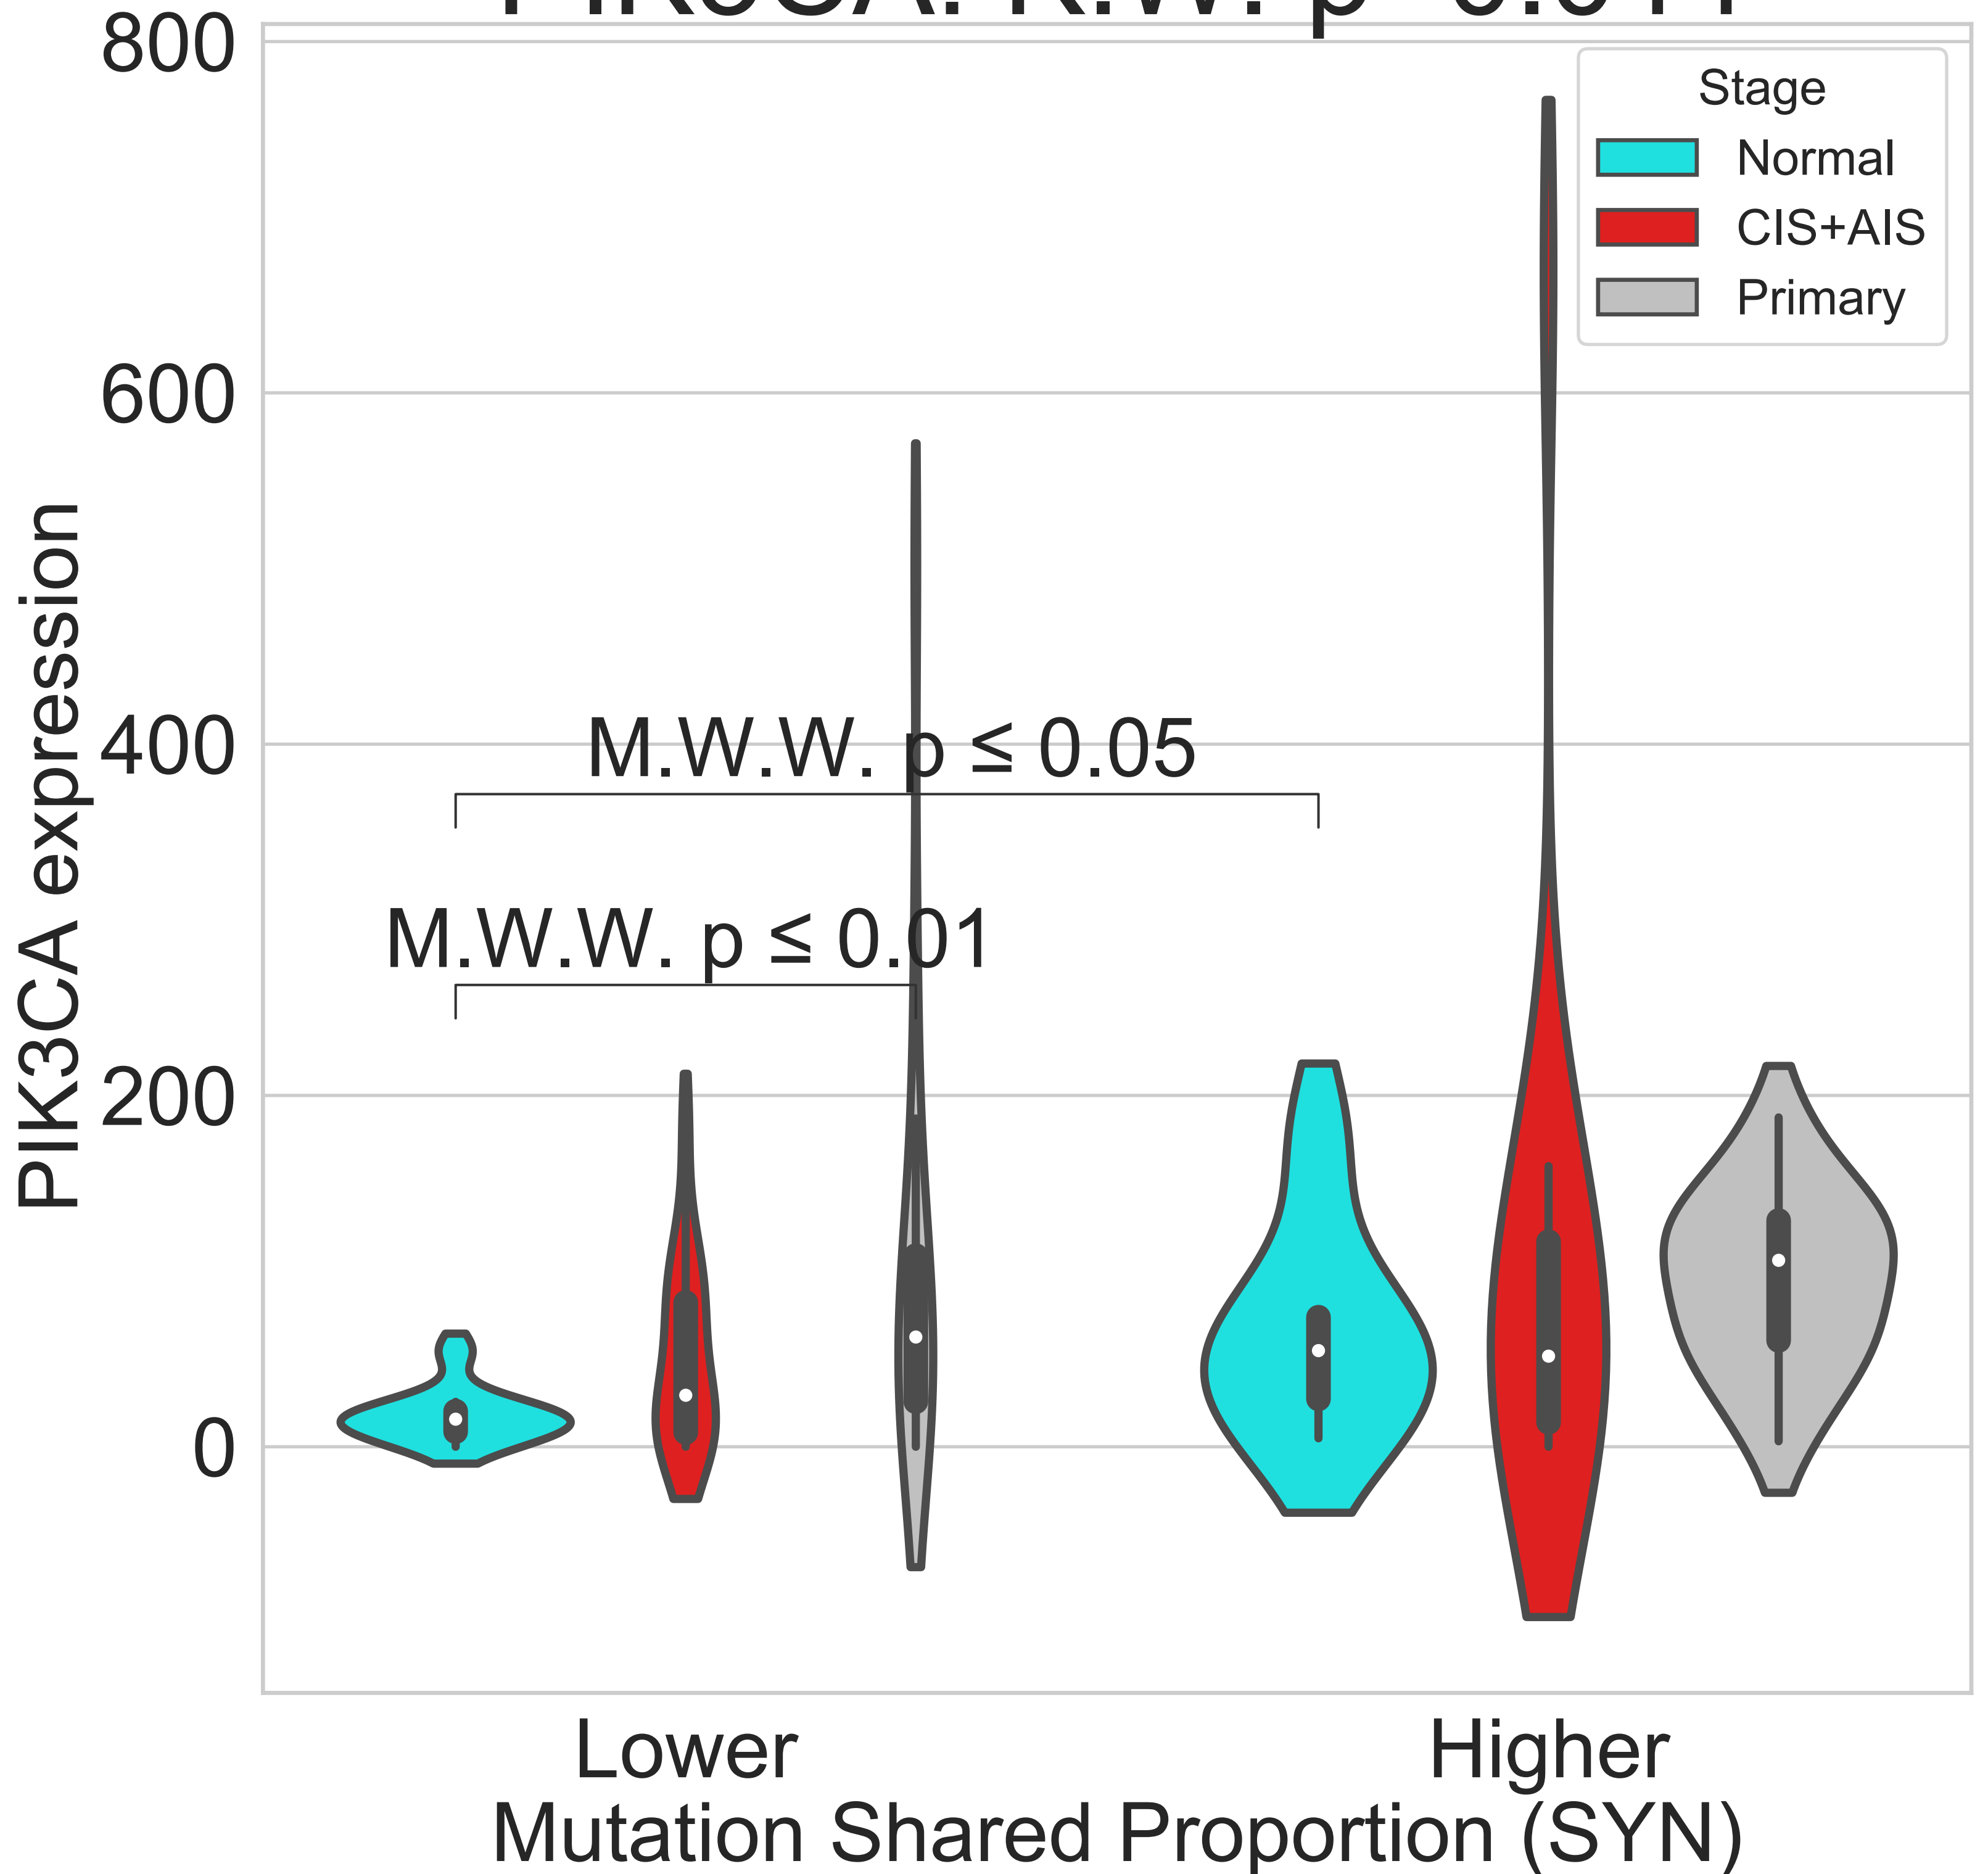 800
600
400
200
0
PIK3CA expression
Stage
Normal
CIS+AIS
Primary
M.W.W. p ≤ 0.05
M.W.W. p ≤ 0.01
Lower
Higher
Mutation Shared Proportion (SYN)